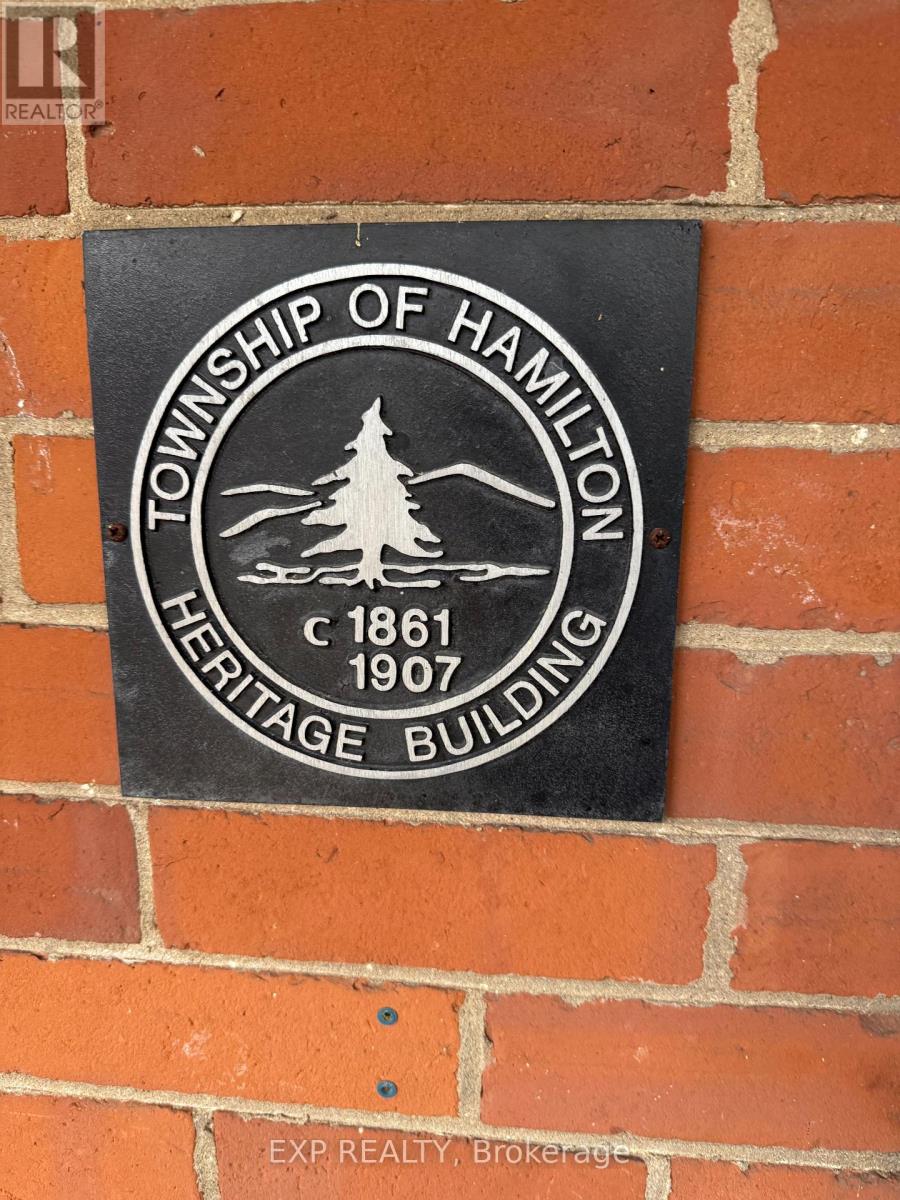 REALTOR®
TOWNSHIP OF HAMILTON
C 1861
1907
HERITAGE BUILDING
EXP REALTY, Brokerage